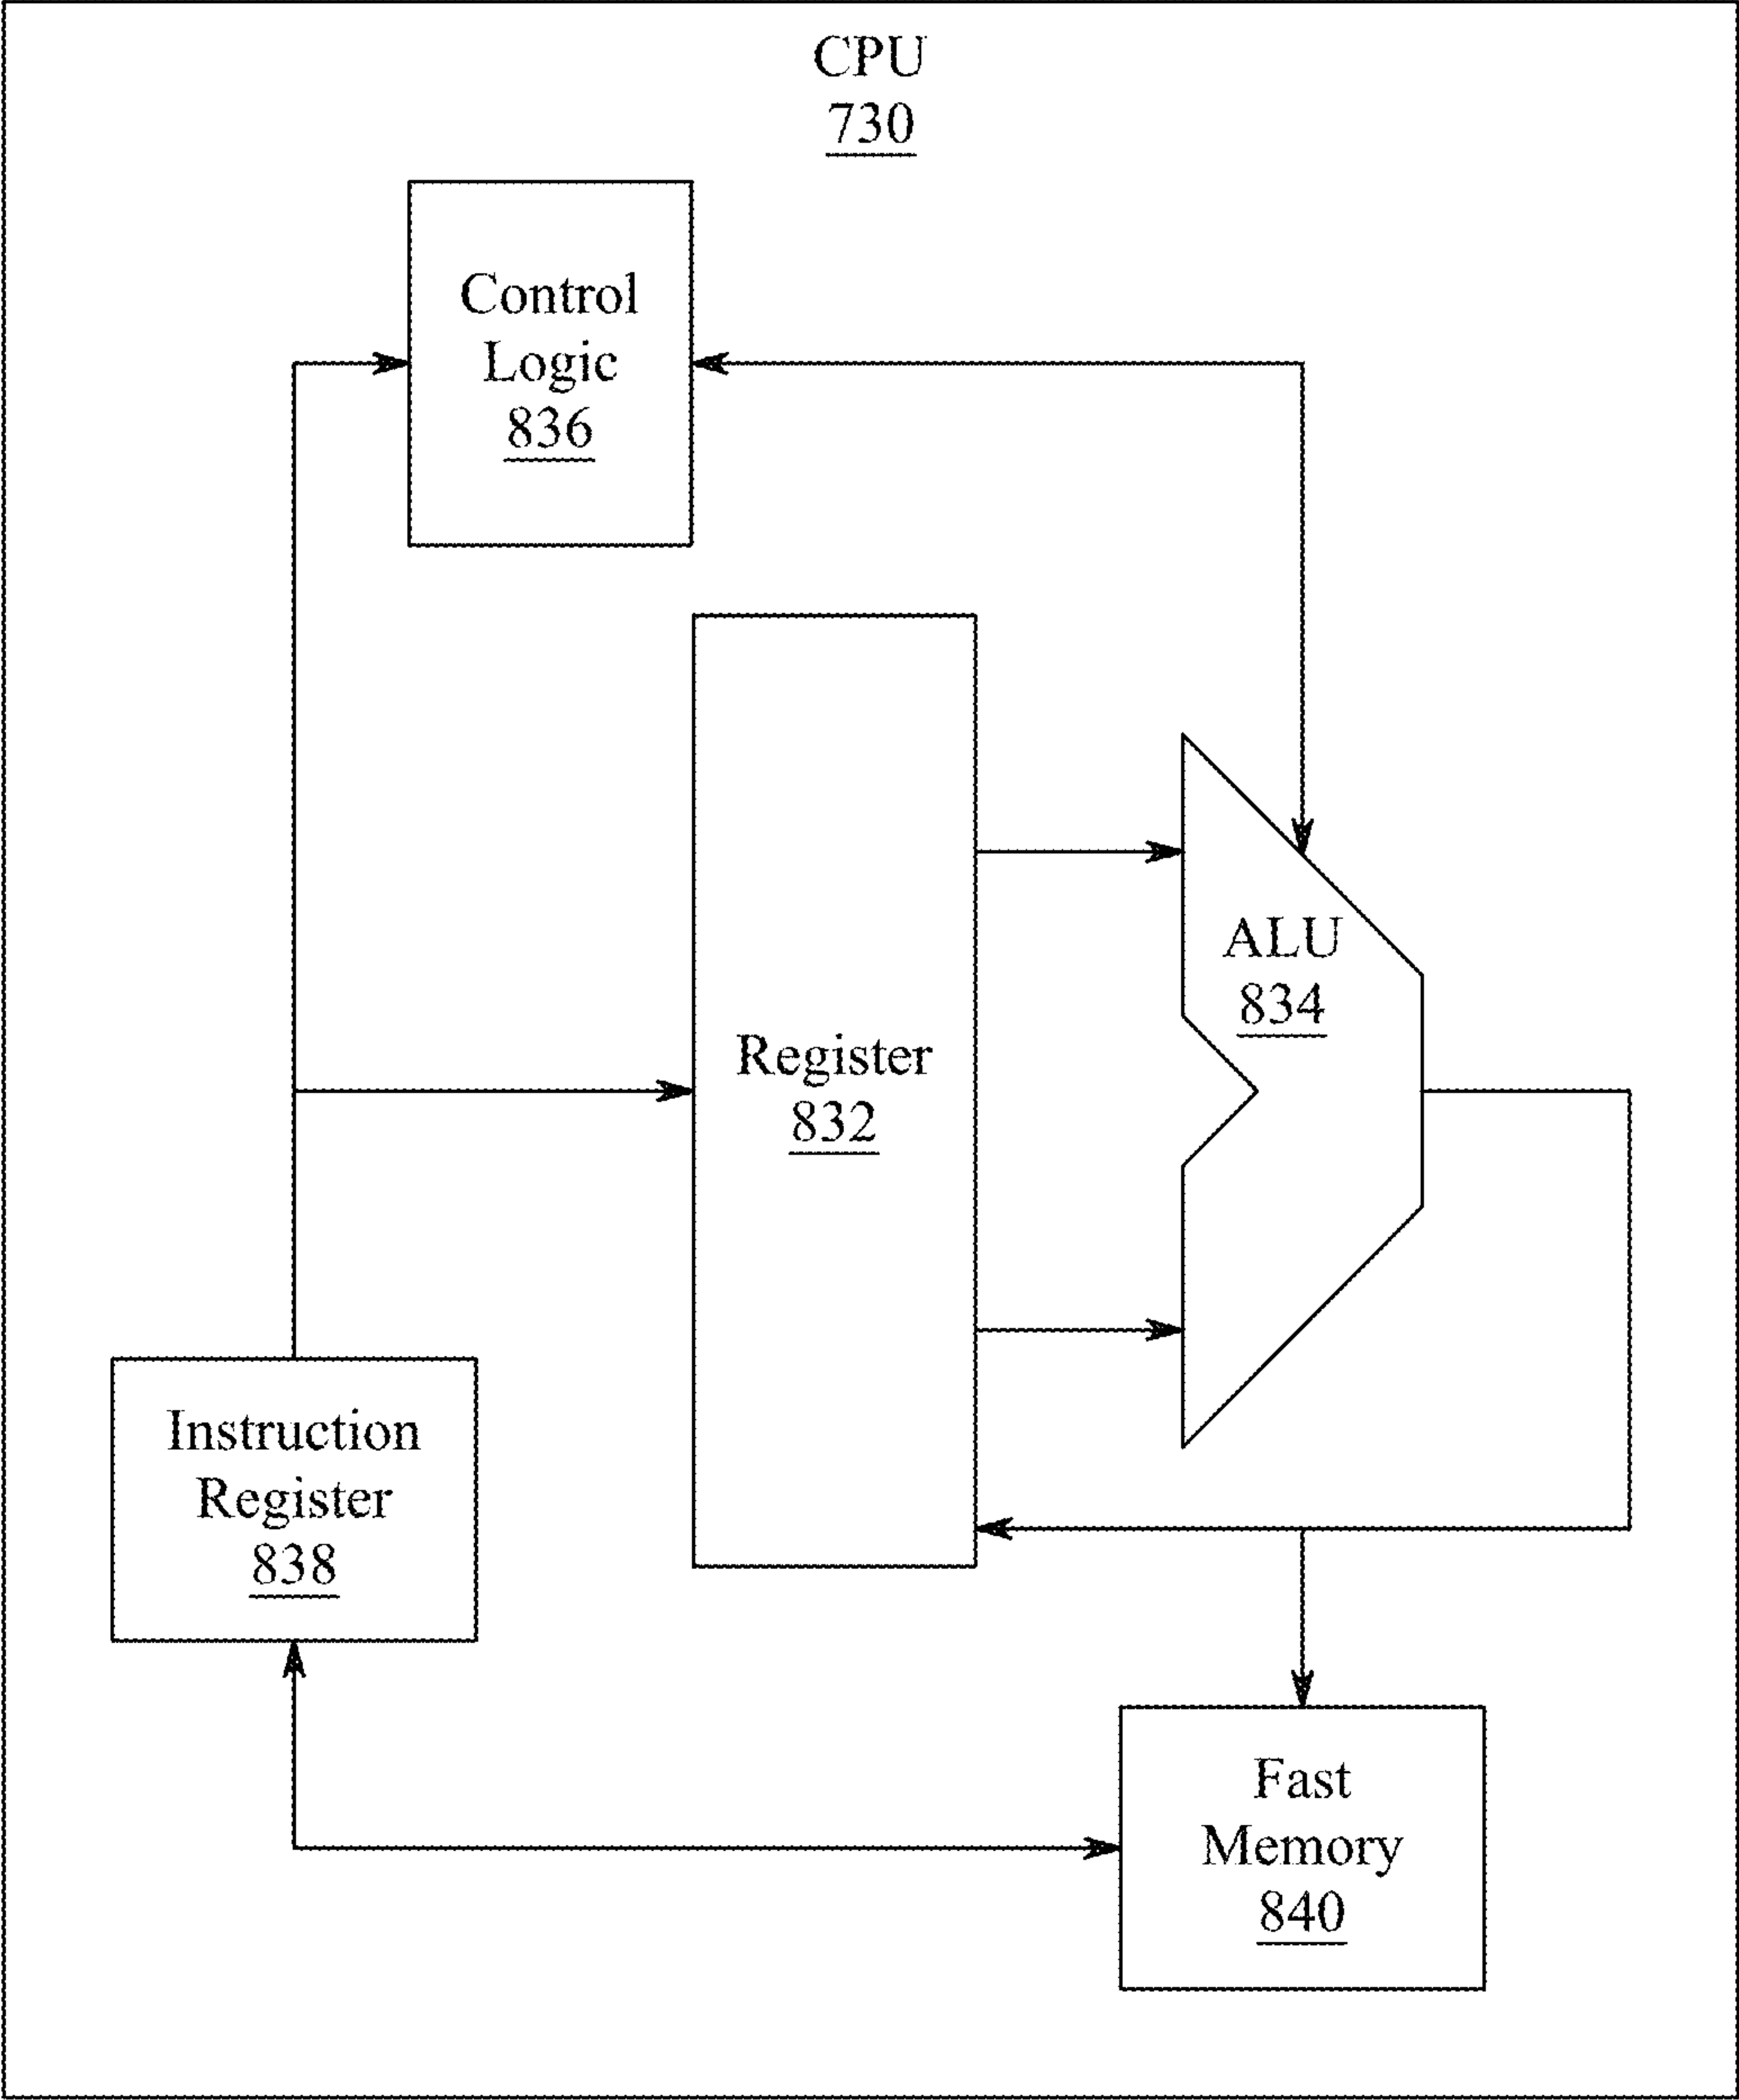 CPU
730
Control
Logic
836
ALU
834
Register
832
Instruction
Register
838
Fast
Memory
840